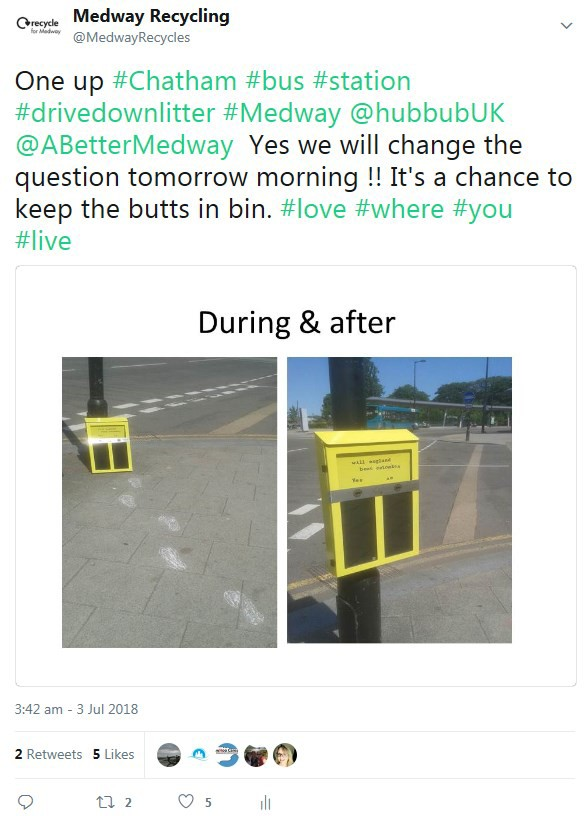 recycle
for Medway
Medway Recycling
@MedwayRecycles
One up #Chatham #bus #station
#drivedownlitter #Medway @hubbubUK
@ABetterMedway Yes we will change the
question tomorrow morning !! It's a chance to
keep the butts in bin. #love #where #you
#live
During & after
will england
beat colombia
Yes
3:42 am - 3 Jul 2018
2 Retweets 5 Likes
2
5